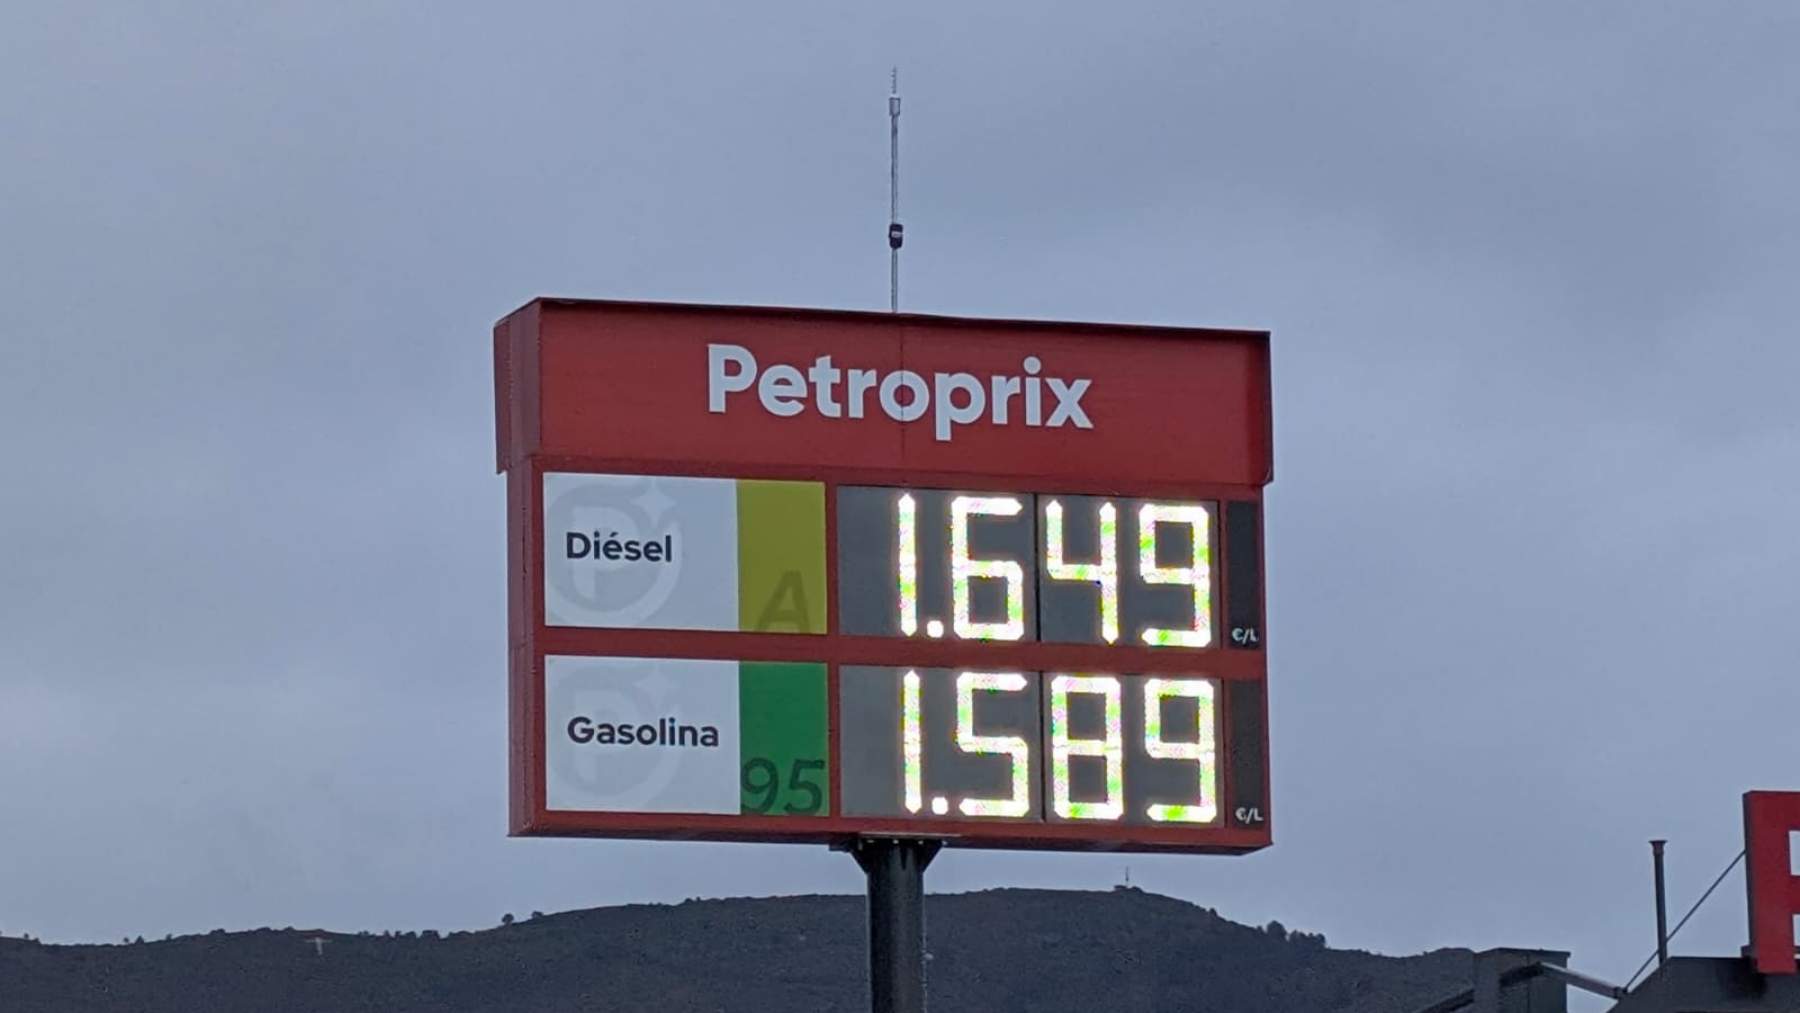 Petroprix
Diésel A 1.649 €/L
Gasolina 95 1.589 €/L